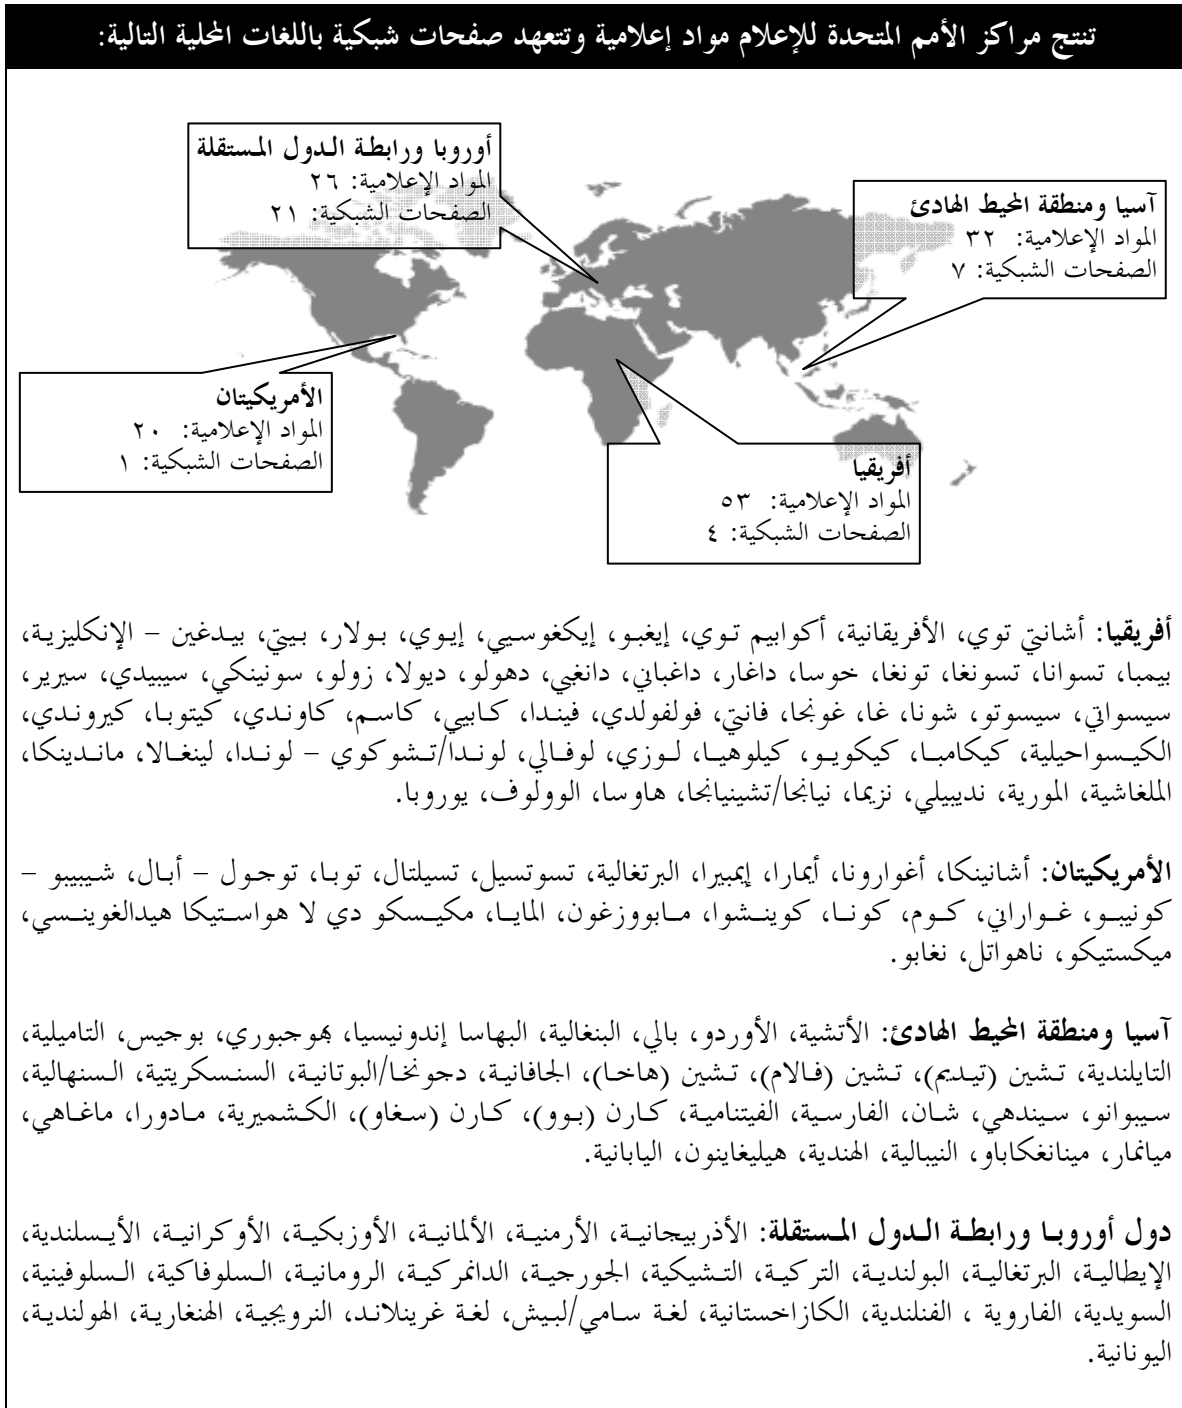 تنتج مراكز الأمم المتحدة للإعلام مواد إعلامية وتتعهد صفحات شبكية باللغات المحلية التالية:
أوروبا ورابطة الدول المستقلة
المواد الإعلامية: ٢٦
الصفحات الشبكية: ٢١
آسيا ومنطقة المحيط الهادئ
المواد الإعلامية: ٣٢
الصفحات الشبكية: ٧
الأمريكيتان
المواد الإعلامية: ٢٠
الصفحات الشبكية: ١
أفريقيا
المواد الإعلامية: ٥٣
الصفحات الشبكية: ٤
أفريقيا: أشانتي توي، الأفريقانية، أكوابيم توي، إيغبو، إيكغوسيي، إيوي، بولار، بيتي، بيدغين – الإنكليزية،
بيمبا، تسوانا، تسونغا، تونغا، خوسا، داغار، داغباني، دانغبي، دهولو، ديولا، زولو، سونينكي، سيبيدي، سيرير،
سيسواتي، سيسوتو، شونا، غا، غونجا، فانتي، فولفولدي، فيندا، كابيي، كاسم، كاوندي، كيتوبا، كيروندي،
الكيسواحيلية، كيكامبا، كيكويو، كيلوهيا، لوزي، لوفالي، لوندا/تشوكوي – لوندا، لينغالا، ماندينكا،
الملغاشية، المورية، نديبيلي، نزيما، نيانجا/تشينيانجا، هاوسا، الوولوف، يوروبا.
الأمريكيتان: أشانينكا، أغوارونا، أيمارا، إيمبيرا، البرتغالية، تسوتسيل، تسيلتال، توبا، توجول – أبال، شيبيبو –
كونيبو، غواراني، كوم، كونا، كوينشوا، مابووزغون، المايا، مكيسكو دي لا هواستيكا هيدالغوينسي،
ميكستيكو، ناهواتل، نغابو.
آسيا ومنطقة المحيط الهادئ: الأتشية، الأوردو، بالي، البنغالية، البهاسا إندونيسيا، بهوجبوري، بوجيس، التاميلية،
التايلندية، تشين (تيديم)، تشين (فالام)، تشين (هاخا)، الجافانية، دجونخا/البوتانية، السنسكريتية، السنهالية،
سيبوانو، سيندهي، شان، الفارسية، الفيتنامية، كارن (بوو)، كارن (سغاو)، الكشميرية، مادورا، ماغاهي،
ميانمار، مينانغكاباو، النيبالية، الهندية، هيليغاينون، اليابانية.
دول أوروبا ورابطة الدول المستقلة: الأذربيجانية، الأرمنية، الألمانية، الأوزبكية، الأوكرانية، الأيسلندية،
الإيطالية، البرتغالية، البولندية، التركية، التشيكية، الجورجية، الدانمركية، الرومانية، السلوفاكية، السلوفينية،
السويدية، الفاروية ، الفنلندية، الكازاخستانية، لغة سامي/لبيش، لغة غرينلاند، النرويجية، الهنغارية، الهولندية،
اليونانية.